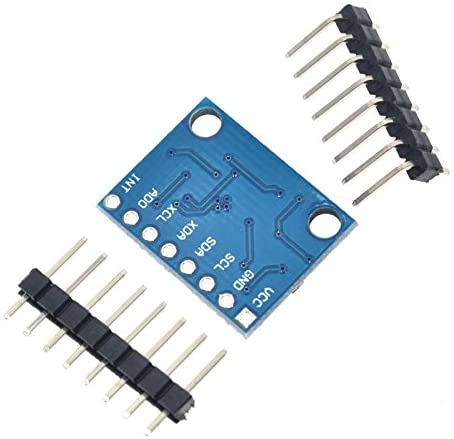 INT
ADO
XCL
XDA
SDA
SCL
GND
VCC